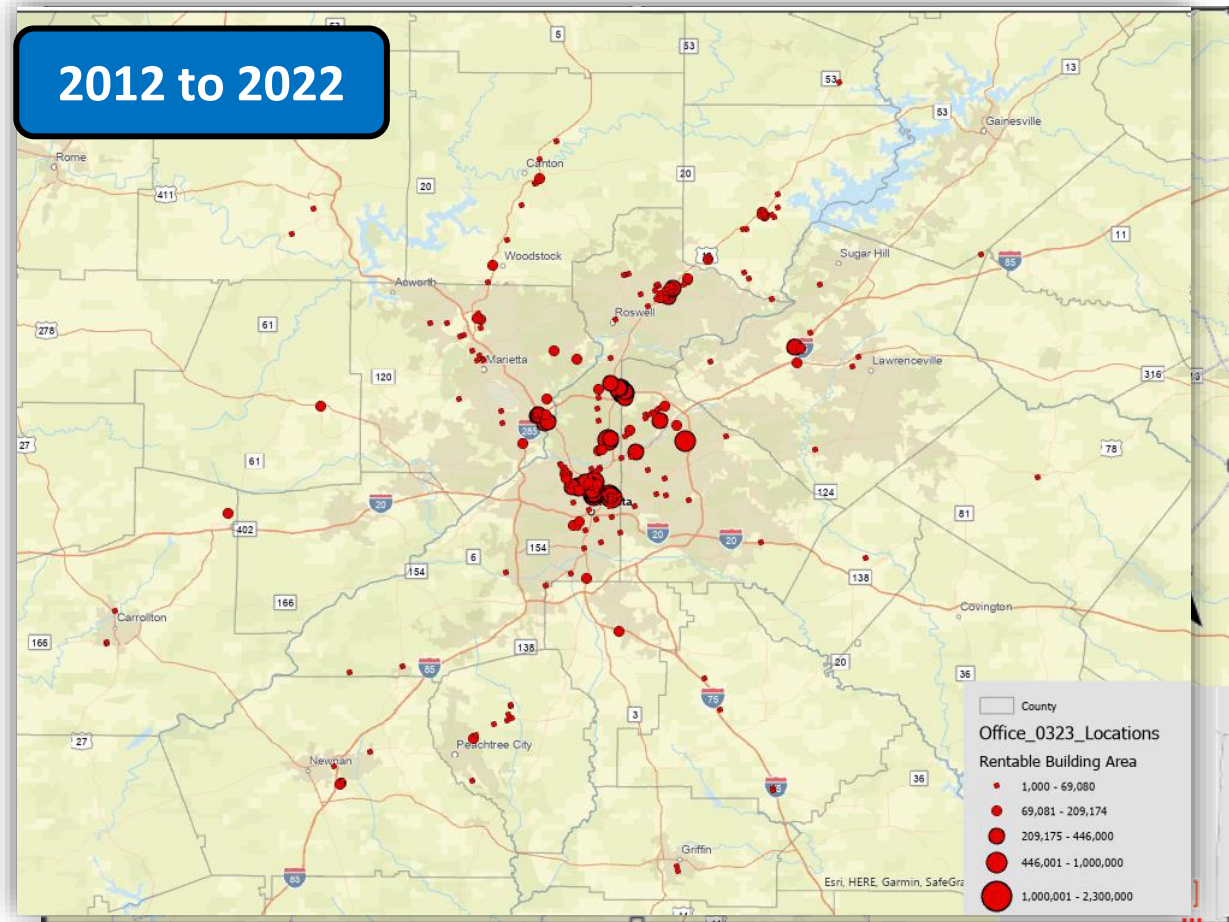 2012 to 2022
5
53
53
13
53
Gainesville
Rome
Canton
20
20
411
11
Woodstock
Sugar Hill
85
Acworth
Roswell
278
61
Marietta
Lawrenceville
120
316
285
27
78
61
124
20
81
402
20
20
154
6
154
138
166
Covington
Carrollton
166
138
20
85
36
75
3
27
Peachtree City
Newnan
36
Griffin
85
County
Office_0323_Locations
Rentable Building Area
1,000 - 69,080
69,081 - 209,174
209,175 - 446,000
446,001 - 1,000,000
1,000,001 - 2,300,000
Esri, HERE, Garmin, SafeGra